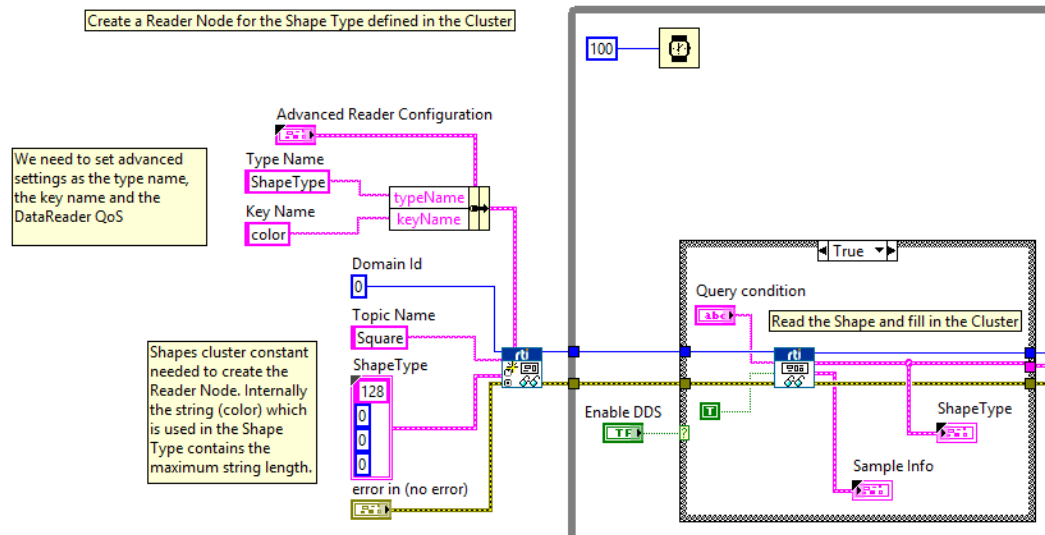 Create a Reader Node for the Shape Type defined in the Cluster
100
Advanced Reader Configuration
We need to set advanced
settings as the type name,
the key name and the
DataReader QoS
Type Name
ShapeType
typeName
Key Name
keyName
color
True
Domain Id
0
Query condition
abc
Topic Name
Square
Read the Shape and fill in the Cluster
rti
rti
Shapes cluster constant
needed to create the
Reader Node. Internally
the string (color) which
is used in the Shape
Type contains the
maximum string length.
ShapeType
128
0
0
0
Enable DDS
TF
?
T
ShapeType
Sample Info
error in (no error)